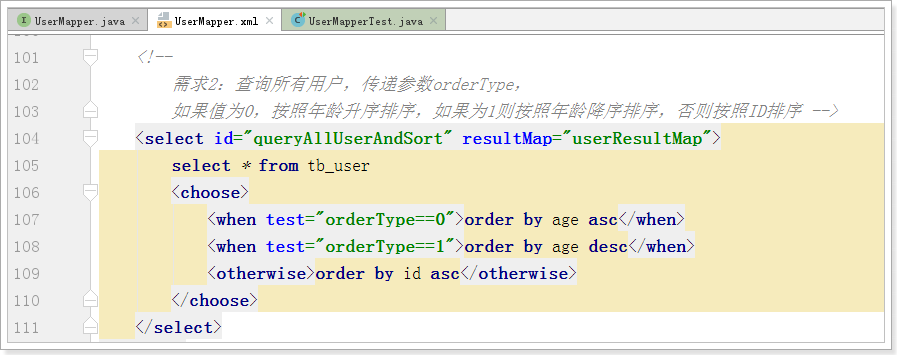 UserMapper.java × UserMapper.xml × UserMapperTest.java ×
101 <!--
102 需求2：查询所有用户，传递参数orderType，
103 如果值为0，按照年龄升序排序，如果为1则按照年龄降序排序，否则按照ID排序 -->
104 <select id="queryAllUserAndSort" resultMap="userResultMap">
105 select * from tb_user
106 <choose>
107 <when test="orderType==0">order by age asc</when>
108 <when test="orderType==1">order by age desc</when>
109 <otherwise>order by id asc</otherwise>
110 </choose>
111 </select>